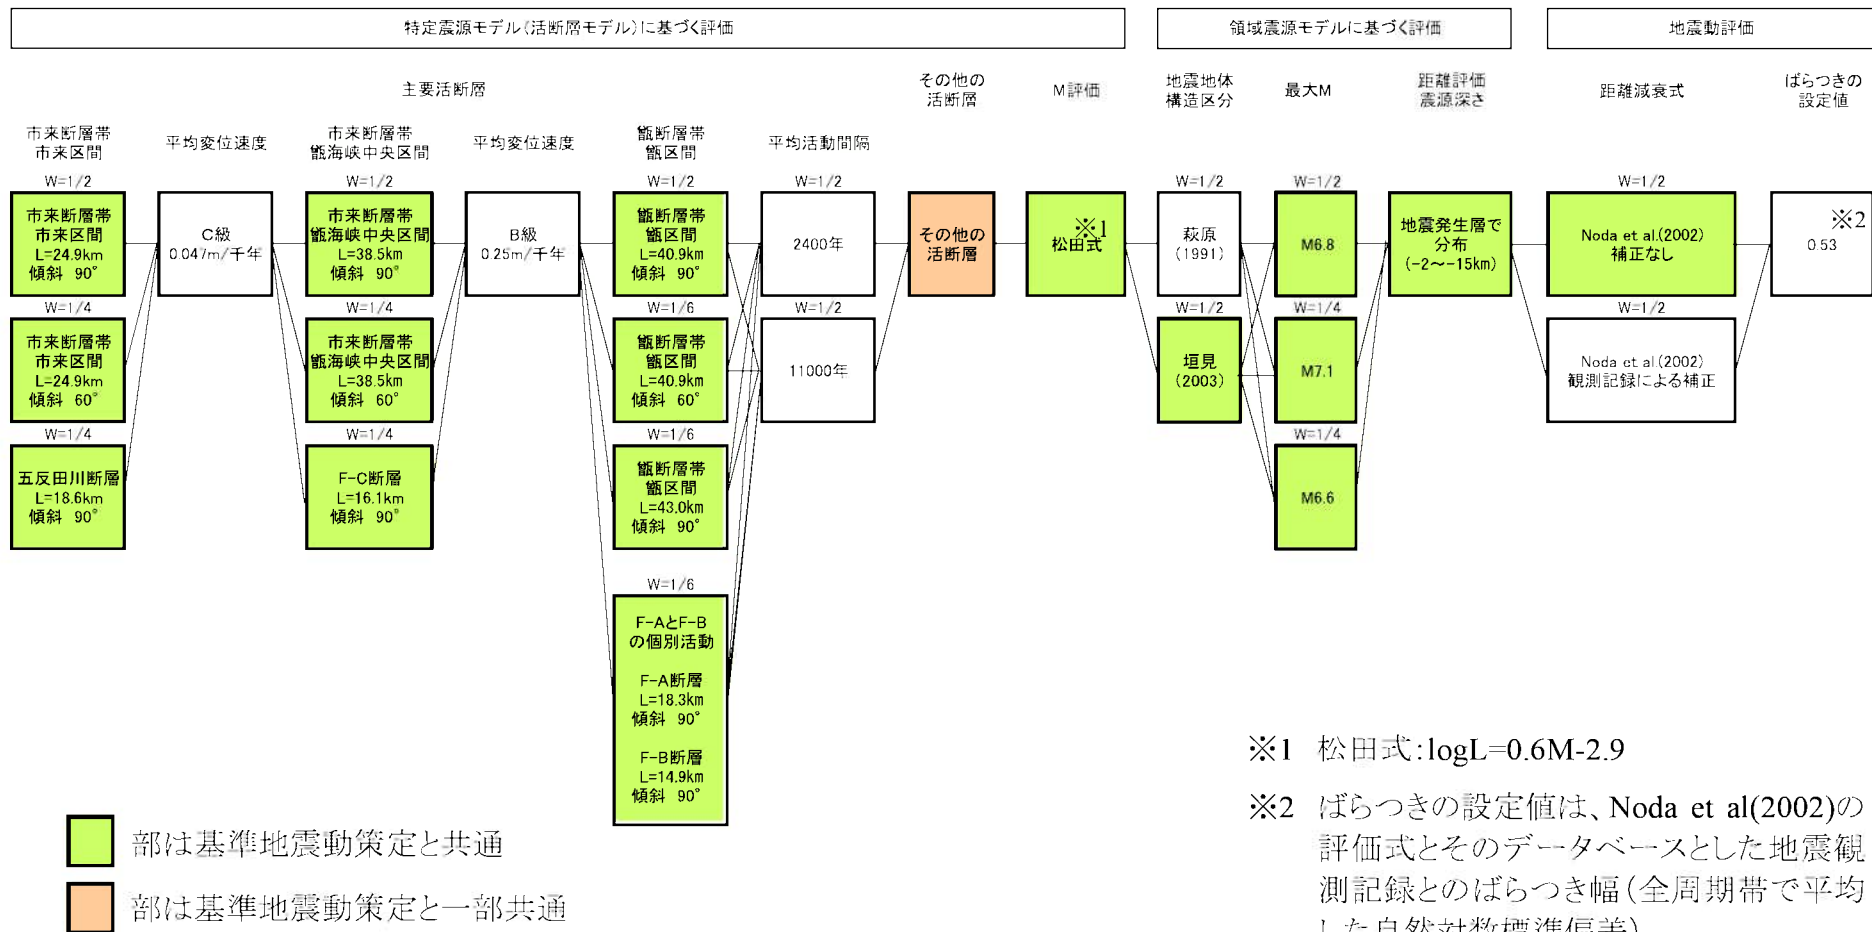 特定震源モデル(活断層モデル)に基づく評価
領域震源モデルに基づく評価
地震動評価
主要活断層
その他の
活断層
M評価
地震地体
構造区分
最大M
距離評価
震源深さ
距離減衰式
ばらつきの
設定値
市来断層帯
市来区間
平均変位速度
市来断層帯
甑海峡中央区間
平均変位速度
甑断層帯
甑区間
平均活動間隔
W=1/2
市来断層帯
市来区間
L=24.9km
傾斜 90°
W=1/4
市来断層帯
市来区間
L=24.9km
傾斜 60°
W=1/4
五反田川断層
L=18.6km
傾斜 90°
C級
0.047m/千年
W=1/2
市来断層帯
甑海峡中央区間
L=38.5km
傾斜 90°
W=1/4
市来断層帯
甑海峡中央区間
L=38.5km
傾斜 60°
W=1/4
F-C断層
L=16.1km
傾斜 90°
B級
0.25m/千年
W=1/2
甑断層帯
甑区間
L=40.9km
傾斜 90°
W=1/6
甑断層帯
甑区間
L=40.9km
傾斜 60°
W=1/6
甑断層帯
甑区間
L=43.0km
傾斜 90°
W=1/6
F-AとF-B
の個別活動
F-A断層
L=18.3km
傾斜 90°
F-B断層
L=14.9km
傾斜 90°
W=1/2
2400年
W=1/2
11000年
その他の
活断層
※1
松田式
W=1/2
萩原
(1991)
W=1/2
垣見
(2003)
W=1/2
M6.8
W=1/4
M7.1
W=1/4
M6.6
地震発生層で
分布
(-2～-15km)
W=1/2
Noda et al.(2002)
補正なし
W=1/2
Noda et al.(2002)
観測記録による補正
※2
0.53
部は基準地震動策定と共通
部は基準地震動策定と一部共通
※1 松田式:logL=0.6M-2.9
※2 ばらつきの設定値は、Noda et al(2002)の
評価式とそのデータベースとした地震観
測記録とのばらつき幅(全周期帯で平均
した自然対数標準偏差)